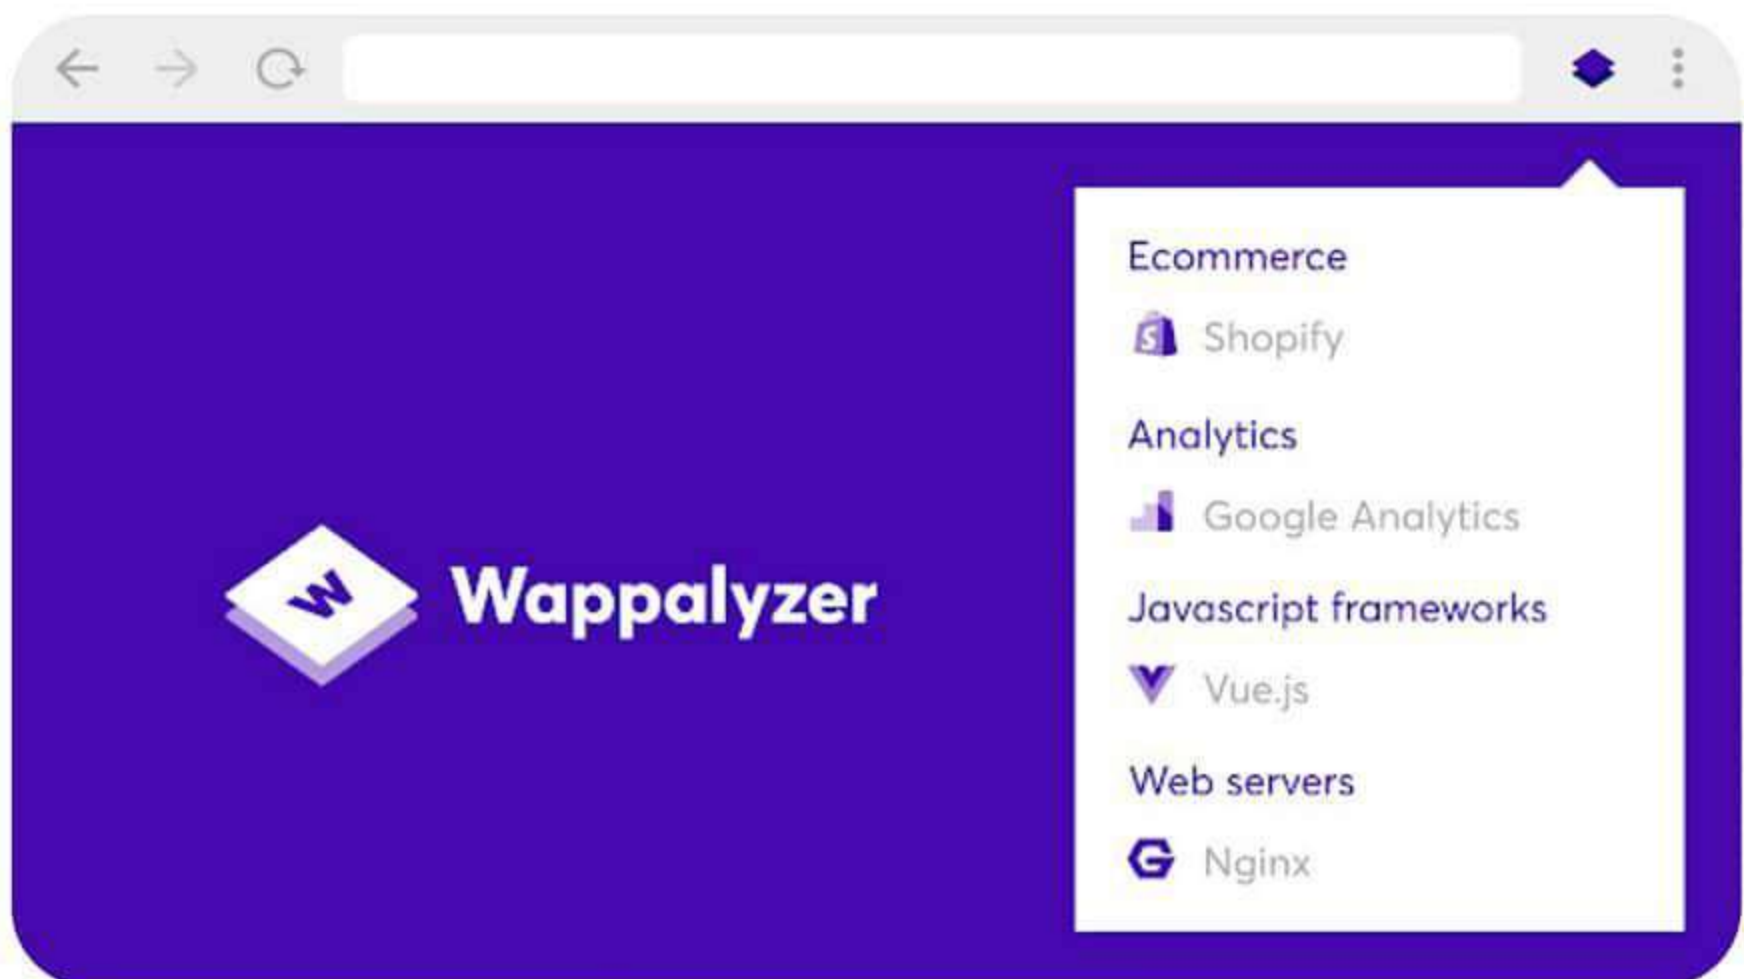 W
Wappalyzer
Ecommerce
Shopify
Analytics
Google Analytics
Javascript frameworks
Vue.js
Web servers
Nginx